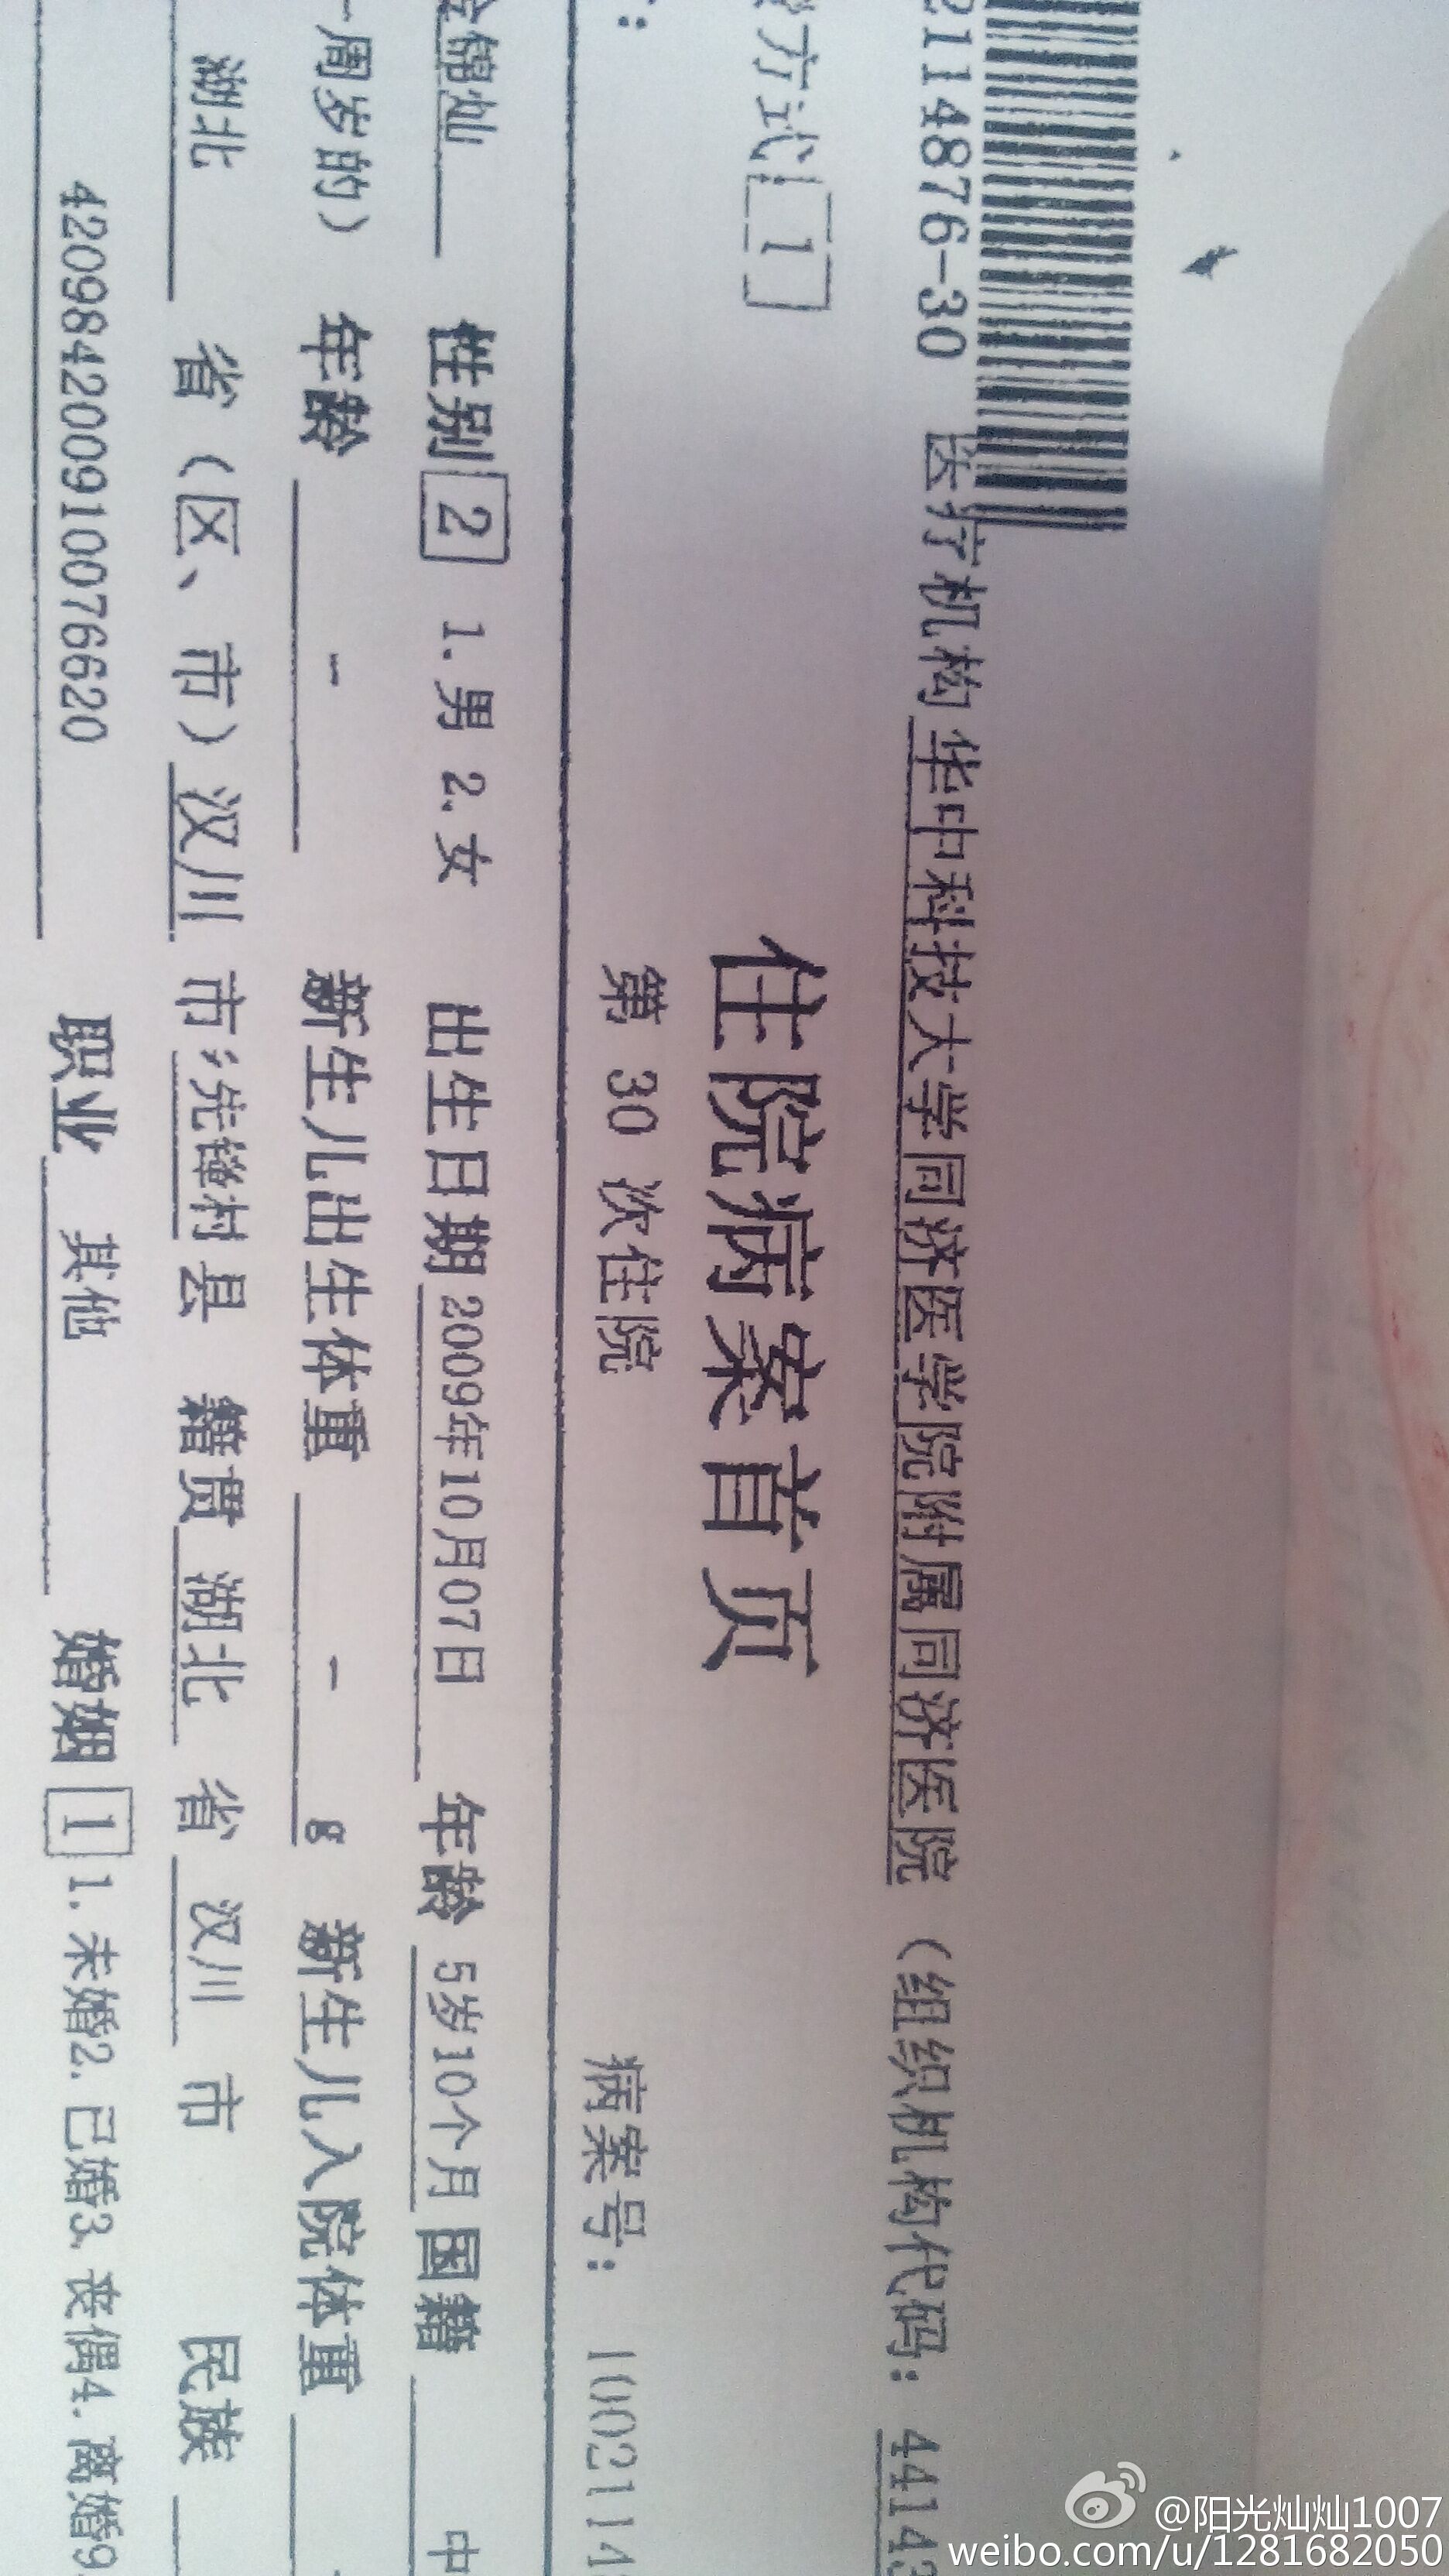 2114876-30 医疗机构 华中科技大学同济医学院附属同济医院 (组织机构代码: 44143
方式 1
住院病案首页
: 第 30 次住院 病案号: 1002114
锦灿 性别 2 1.男 2.女 出生日期 2009年10月07日 年龄 5岁10个月 国籍 中
一周岁的) 年龄 - 新生儿出生体重 - g 新生儿入院体重
湖北 省(区、市) 汉川 市 先锋村 县 籍贯 湖北 省 汉川 市 民族
420984200910076620 职业 其他 婚姻 1 1.未婚2.已婚3.丧偶4.离婚9
@阳光灿灿1007
weibo.com/u/1281682050